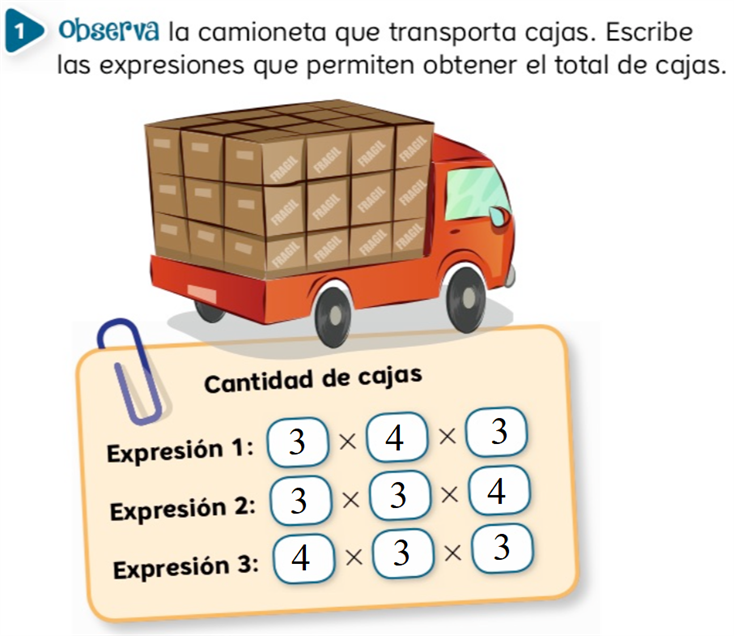 1 Observa la camioneta que transporta cajas. Escribe
las expresiones que permiten obtener el total de cajas.
FRAGIL FRAGIL FRAGIL FRAGIL
FRAGIL FRAGIL FRAGIL FRAGIL
FRAGIL FRAGIL FRAGIL FRAGIL
Cantidad de cajas
Expresión 1: 3 × 4 × 3
Expresión 2: 3 × 3 × 4
Expresión 3: 4 × 3 × 3